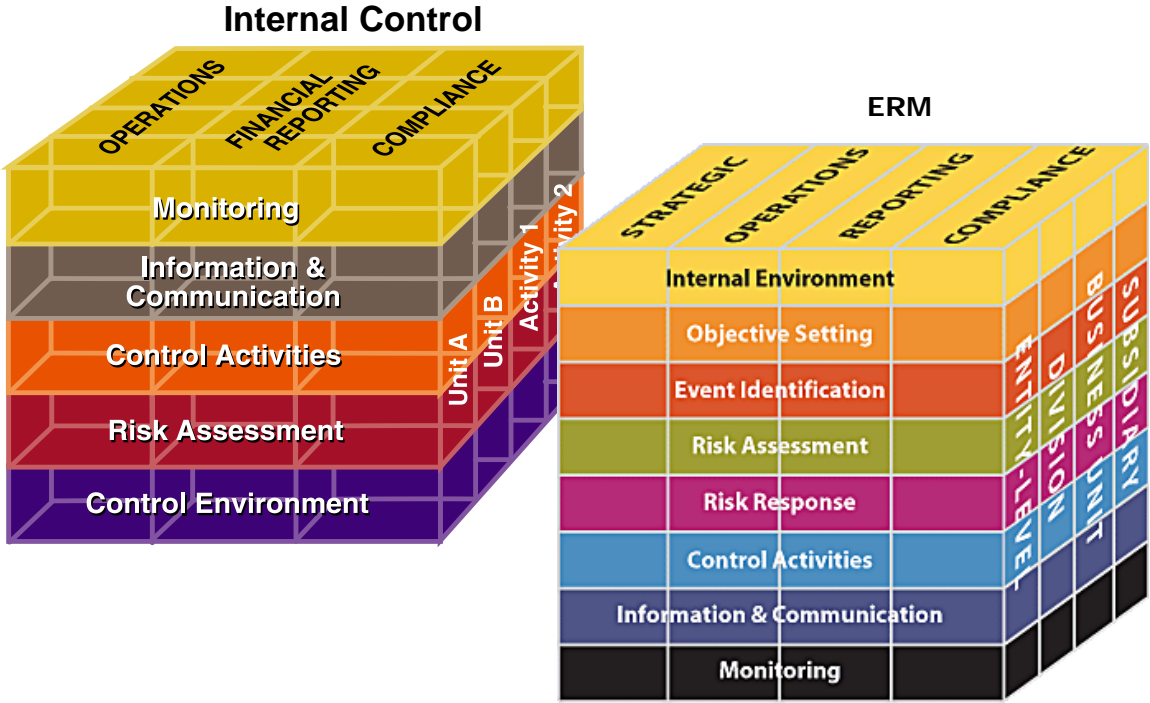 Internal Control
OPERATIONS
FINANCIAL
REPORTING
COMPLIANCE
Monitoring
Information &
Communication
Control Activities
Risk Assessment
Control Environment
Unit A
Unit B
Activity 1
ivity 2
ERM
STRATEGIC
OPERATIONS
REPORTING
COMPLIANCE
Internal Environment
Objective Setting
Event Identification
Risk Assessment
Risk Response
Control Activities
Information & Communication
Monitoring
ENTITY-LEVEL
DIVISION
BUSINESS UNIT
SUBSIDIARY